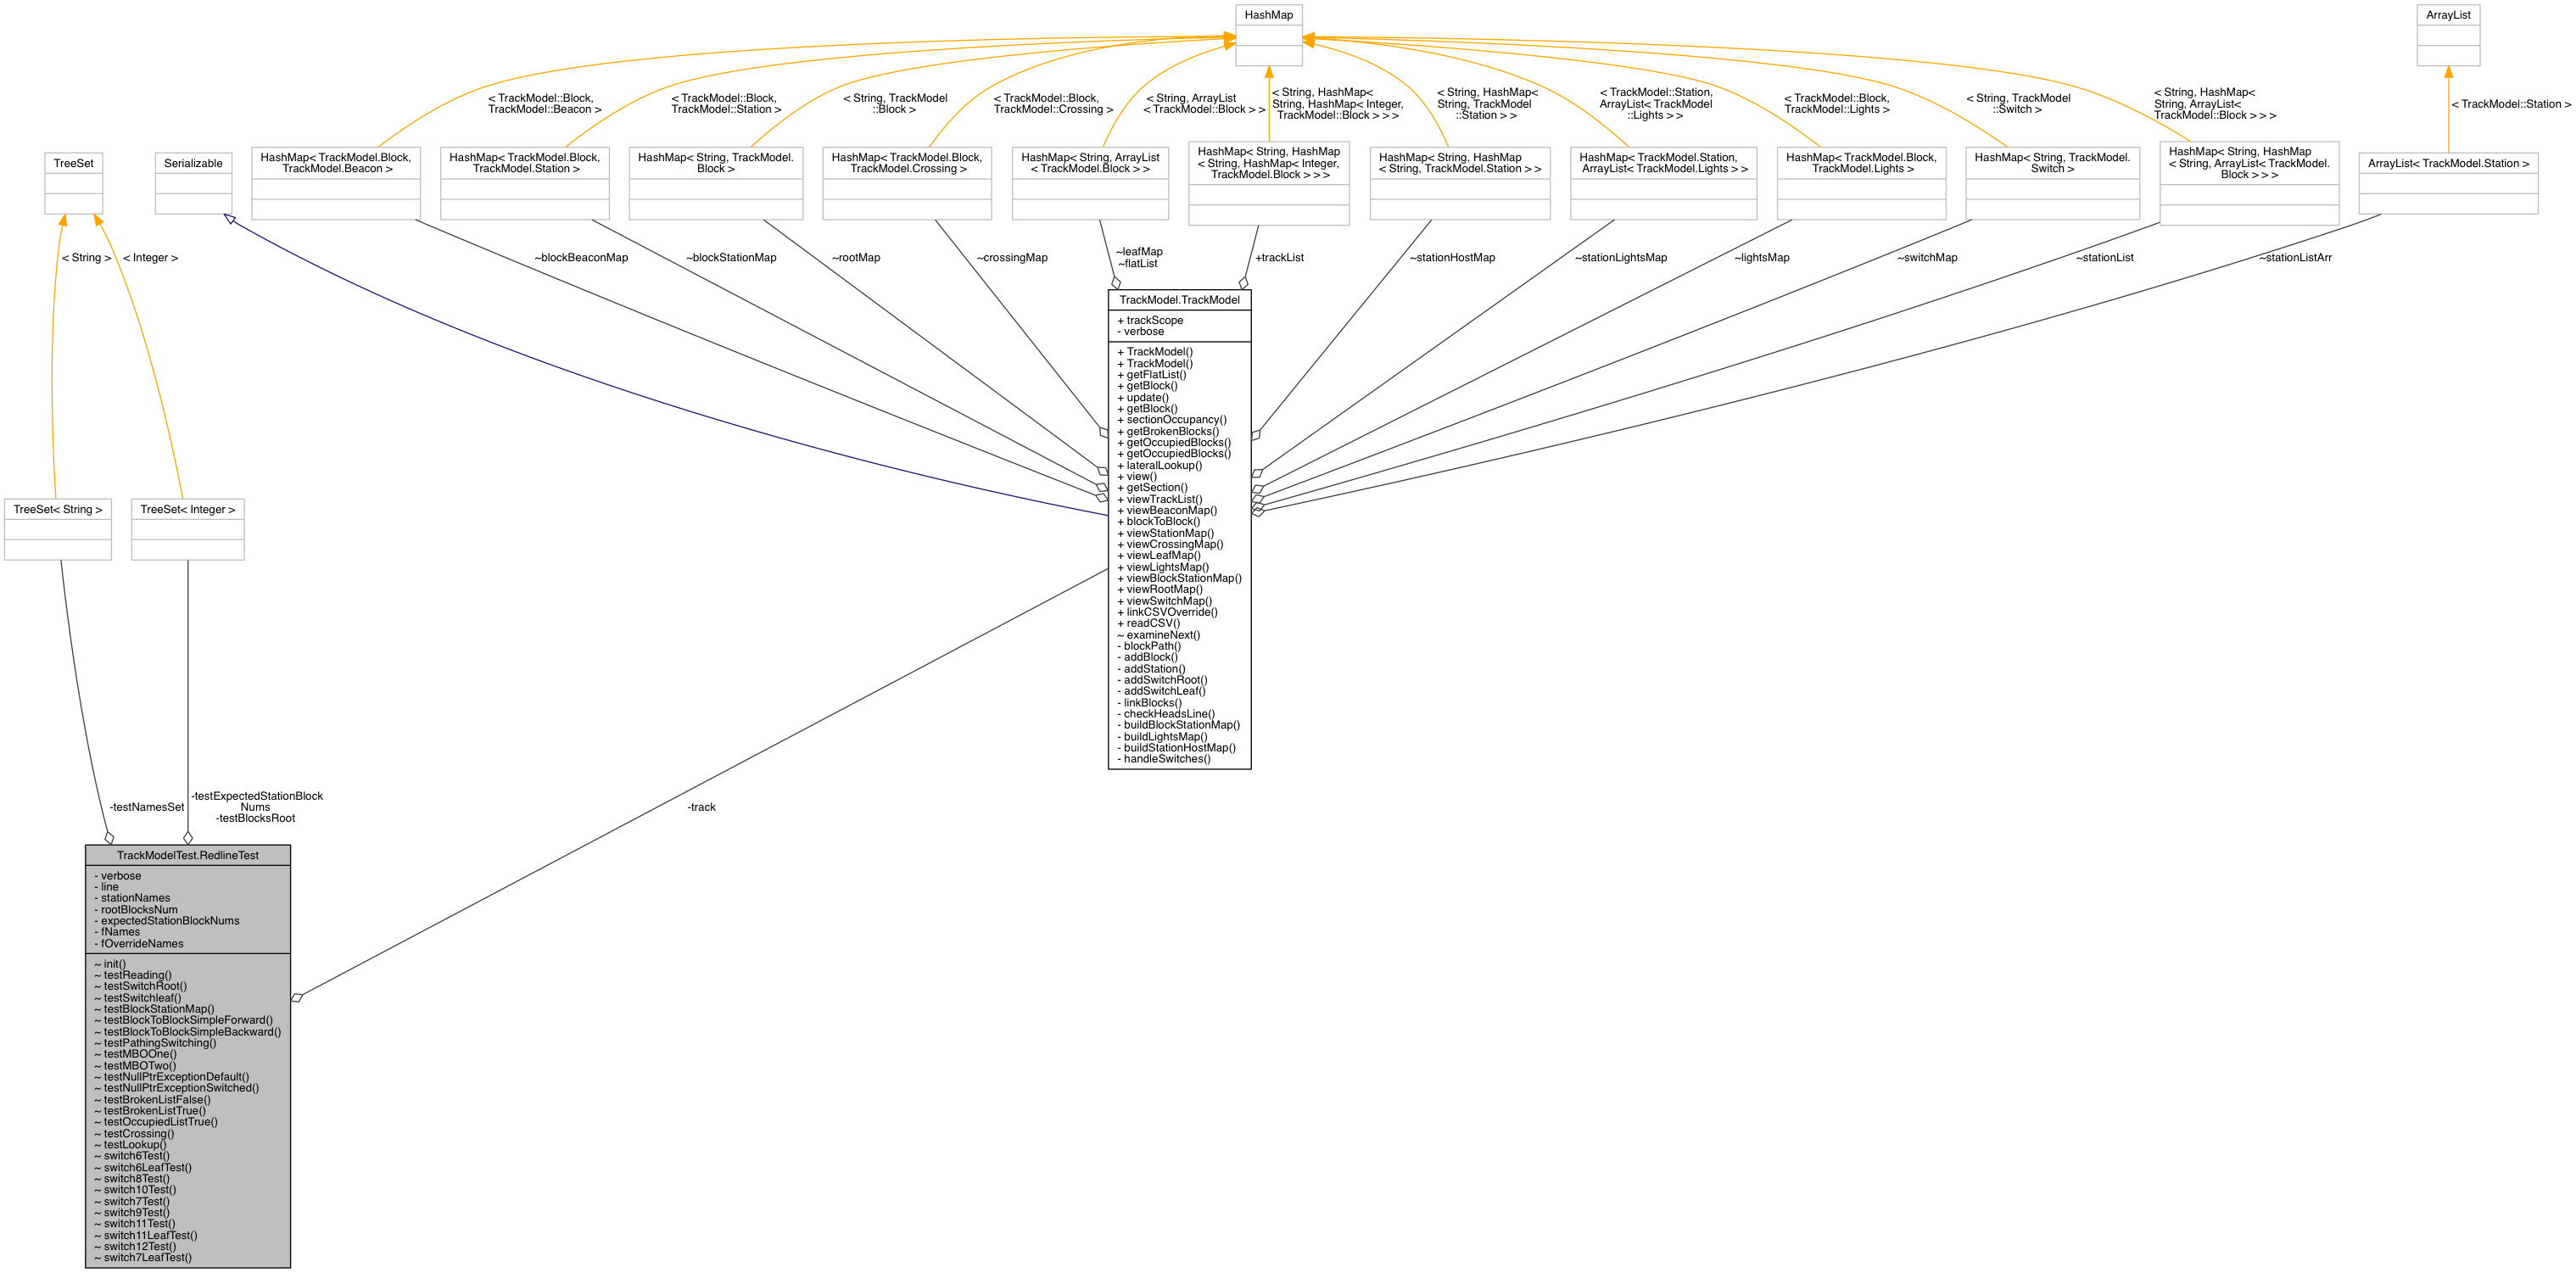 HashMap
ArrayList
< TrackModel::Block,
TrackModel::Beacon >
< TrackModel::Block,
TrackModel::Station >
< String, TrackModel
::Block >
< TrackModel::Block,
TrackModel::Crossing >
< String, ArrayList
< TrackModel::Block > >
< String, HashMap<
String, HashMap< Integer,
TrackModel::Block > > >
< String, HashMap<
String, TrackModel
::Station > >
< TrackModel::Station,
ArrayList< TrackModel
::Lights > >
< TrackModel::Block,
TrackModel::Lights >
< String, TrackModel
::Switch >
< String, HashMap<
String, ArrayList<
TrackModel::Block > > >
< TrackModel::Station >
TreeSet
Serializable
HashMap< TrackModel.Block,
TrackModel.Beacon >
HashMap< TrackModel.Block,
TrackModel.Station >
HashMap< String, TrackModel.
Block >
HashMap< TrackModel.Block,
TrackModel.Crossing >
HashMap< String, ArrayList
< TrackModel.Block > >
HashMap< String, HashMap
< String, HashMap< Integer,
TrackModel.Block > > >
HashMap< String, HashMap
< String, TrackModel.Station > >
HashMap< TrackModel.Station,
ArrayList< TrackModel.Lights > >
HashMap< TrackModel.Block,
TrackModel.Lights >
HashMap< String, TrackModel.
Switch >
HashMap< String, HashMap
< String, ArrayList< TrackModel.
Block > > >
ArrayList< TrackModel.Station >
< String >
< Integer >
~blockBeaconMap
~blockStationMap
~rootMap
~crossingMap
~leafMap
~flatList
+trackList
~stationHostMap
~stationLightsMap
~lightsMap
~switchMap
~stationList
~stationListArr
TrackModel.TrackModel
+ trackScope
- verbose
+ TrackModel()
+ TrackModel()
+ getFlatList()
+ getBlock()
+ update()
+ getBlock()
+ sectionOccupancy()
+ getBrokenBlocks()
+ getOccupiedBlocks()
+ getOccupiedBlocks()
+ lateralLookup()
+ view()
+ getSection()
+ viewTrackList()
+ viewBeaconMap()
+ blockToBlock()
+ viewStationMap()
+ viewCrossingMap()
+ viewLeafMap()
+ viewLightsMap()
+ viewBlockStationMap()
+ viewRootMap()
+ viewSwitchMap()
+ linkCSVOverride()
+ readCSV()
~ examineNext()
- blockPath()
- addBlock()
- addStation()
- addSwitchRoot()
- addSwitchLeaf()
- linkBlocks()
- checkHeadsLine()
- buildBlockStationMap()
- buildLightsMap()
- buildStationHostMap()
- handleSwitches()
TreeSet< String >
TreeSet< Integer >
-testNamesSet
-testExpectedStationBlock
Nums
-testBlocksRoot
-track
TrackModelTest.RedlineTest
- verbose
- line
- stationNames
- rootBlocksNum
- expectedStationBlockNums
- fNames
- fOverrideNames
~ init()
~ testReading()
~ testSwitchRoot()
~ testSwitchleaf()
~ testBlockStationMap()
~ testBlockToBlockSimpleForward()
~ testBlockToBlockSimpleBackward()
~ testPathingSwitching()
~ testMBOOne()
~ testMBOTwo()
~ testNullPtrExceptionDefault()
~ testNullPtrExceptionSwitched()
~ testBrokenListFalse()
~ testBrokenListTrue()
~ testOccupiedListTrue()
~ testCrossing()
~ testLookup()
~ switch6Test()
~ switch6LeafTest()
~ switch8Test()
~ switch10Test()
~ switch7Test()
~ switch9Test()
~ switch11Test()
~ switch11LeafTest()
~ switch12Test()
~ switch7LeafTest()